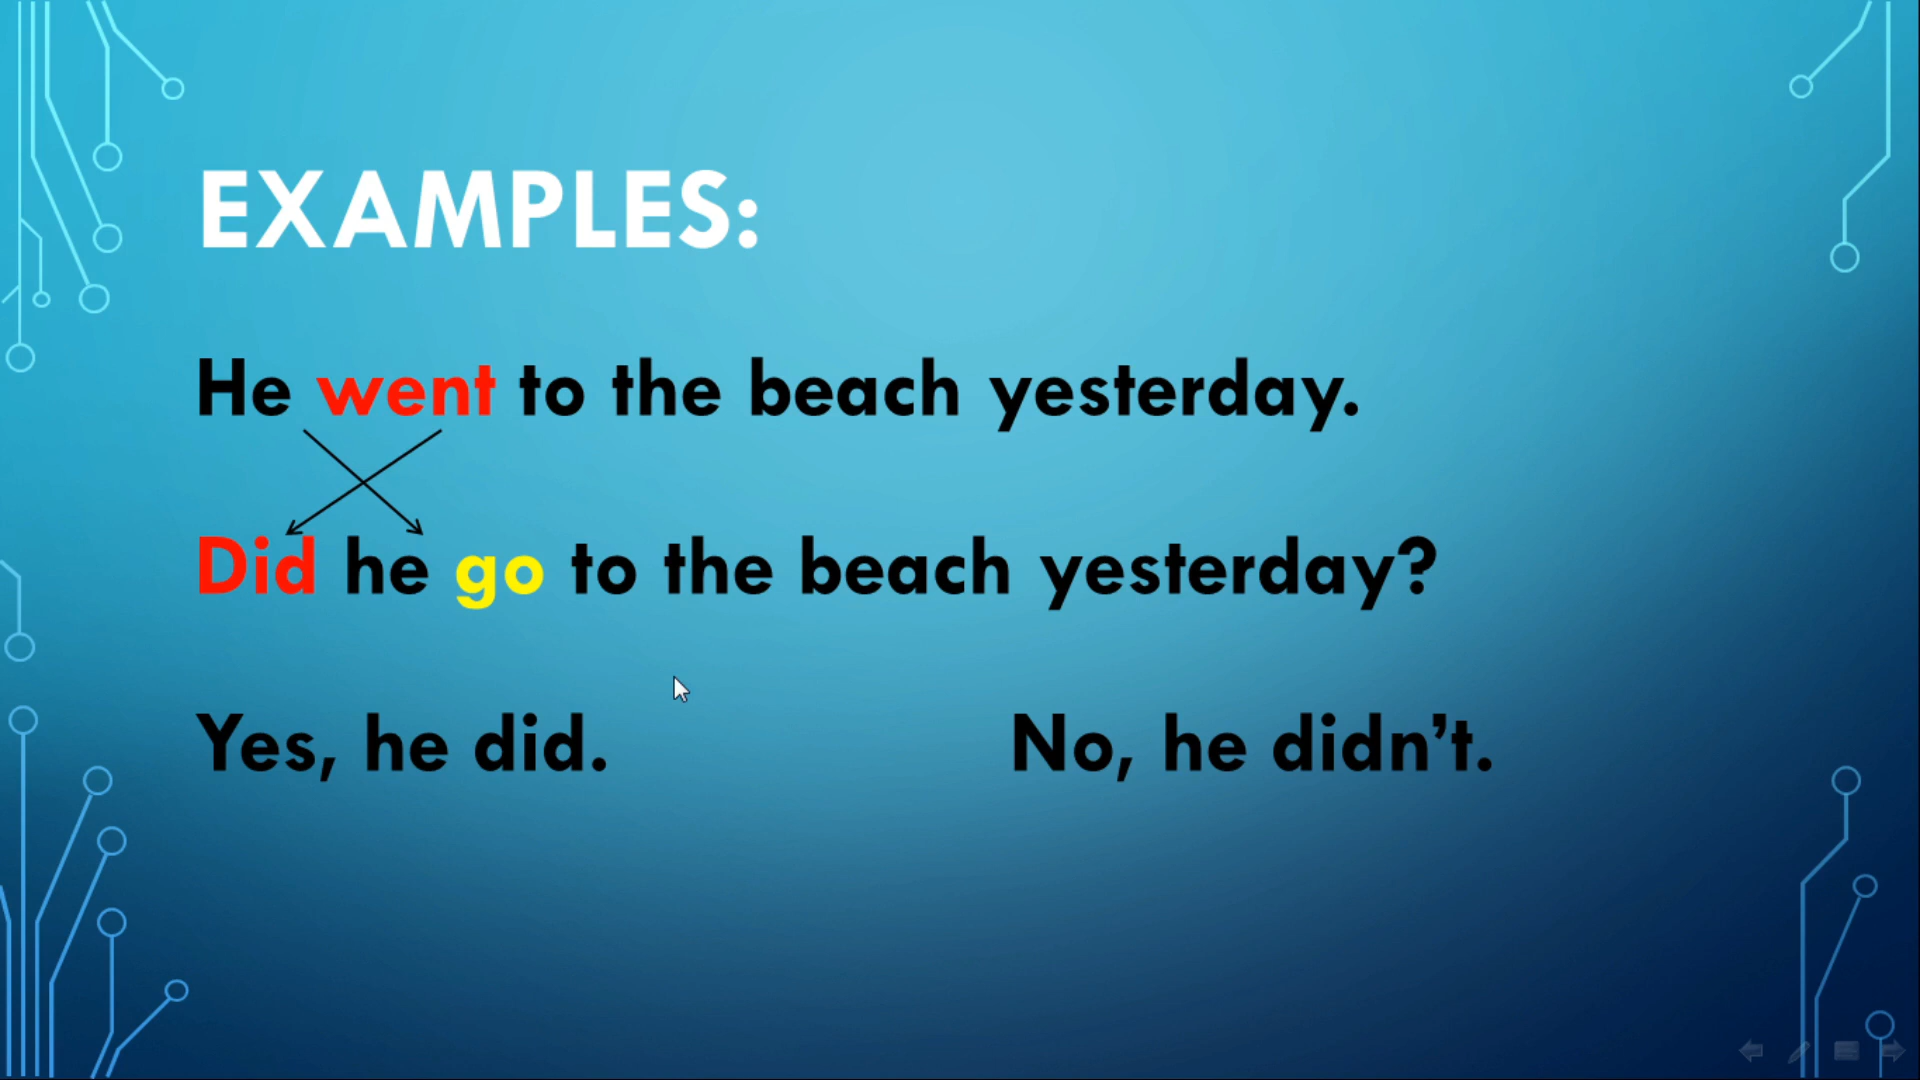 EXAMPLES:
He went to the beach yesterday.
Did he go to the beach yesterday?
Yes, he did. No, he didn’t.